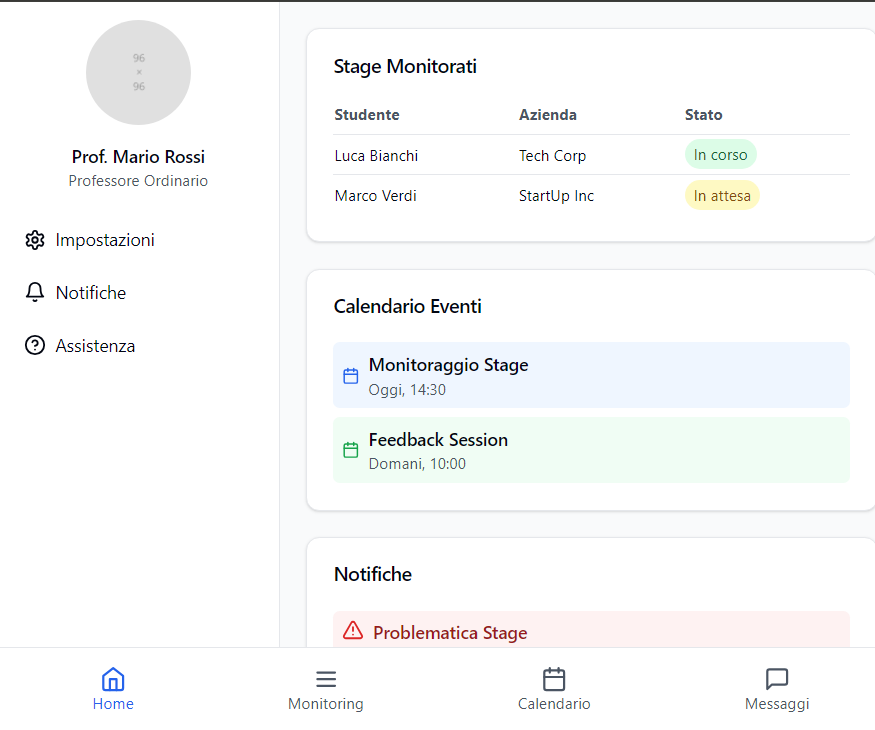 96
×
96
Prof. Mario Rossi
Professore Ordinario
Impostazioni
Notifiche
Assistenza
Stage Monitorati
Studente Azienda Stato
Luca Bianchi Tech Corp In corso
Marco Verdi StartUp Inc In attesa
Calendario Eventi
Monitoraggio Stage
Oggi, 14:30
Feedback Session
Domani, 10:00
Notifiche
Problematica Stage
Home Monitoring Calendario Messaggi